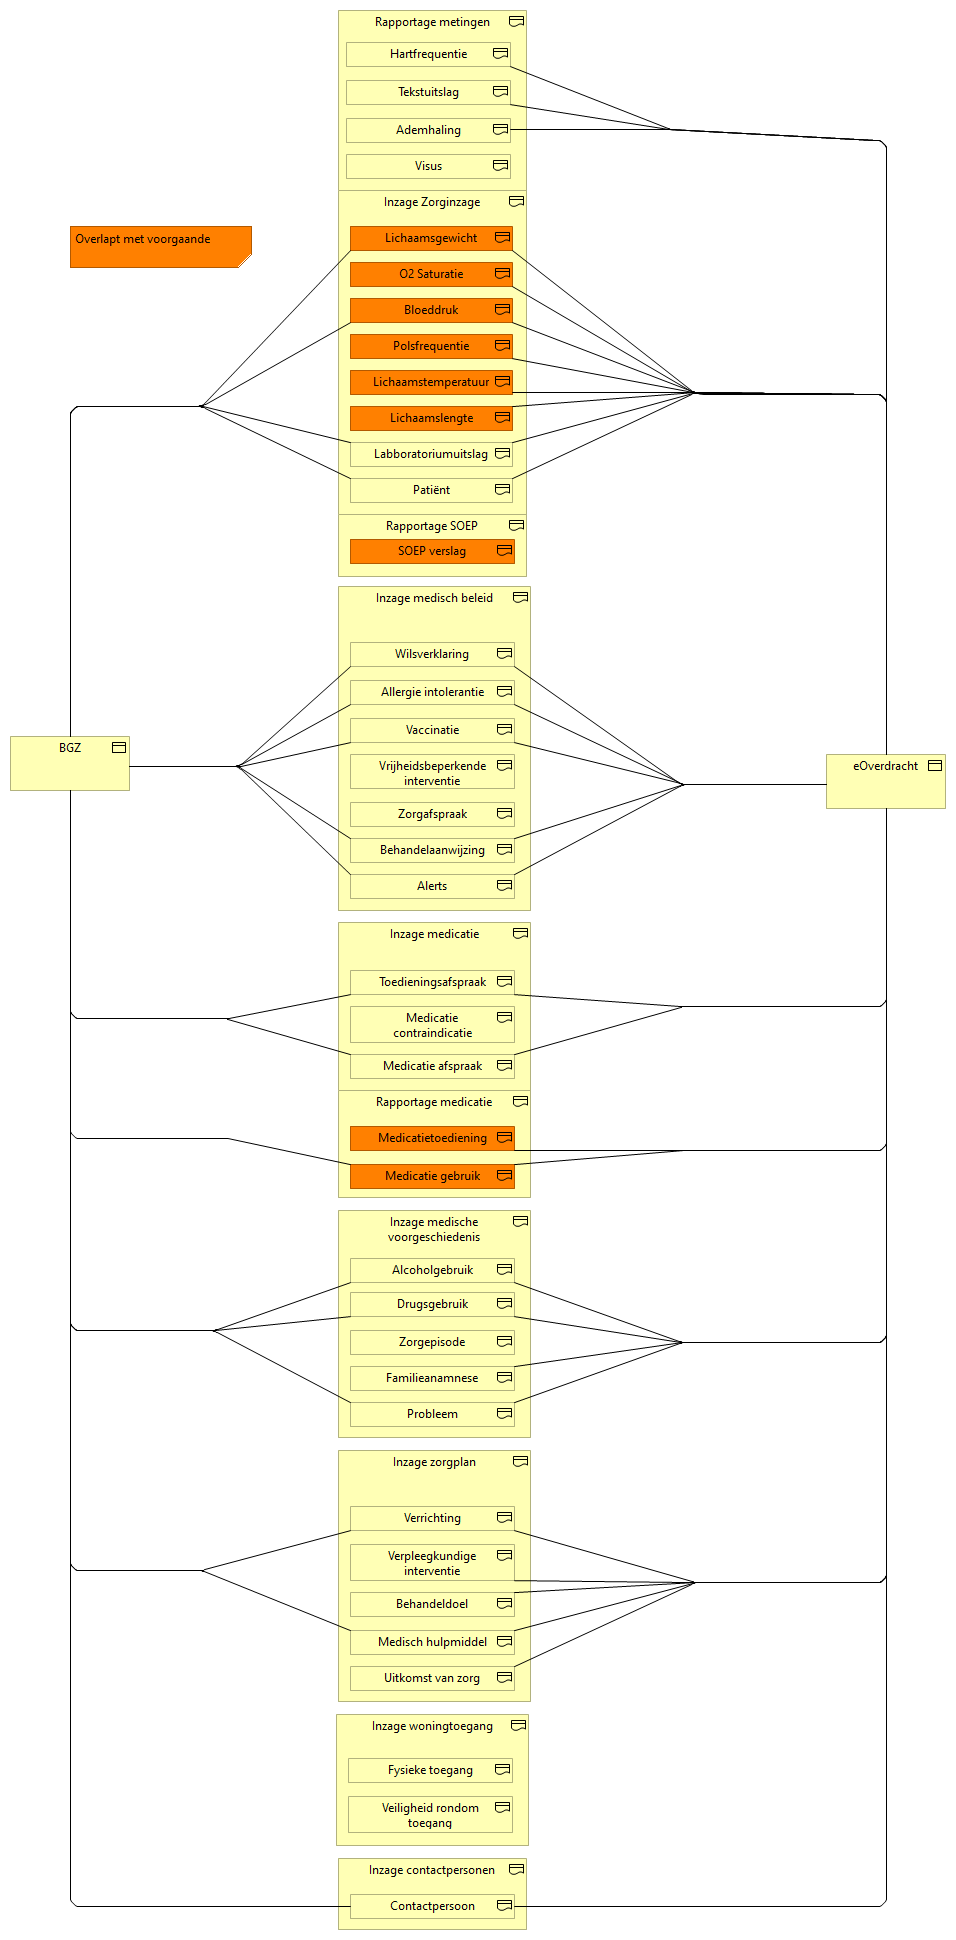 Rapportage metingen
Hartfrequentie
Tekstuitslag
Ademhaling
Visus
Inzage Zorginzage
Overlapt met voorgaande
Lichaamsgewicht
O2 Saturatie
Bloeddruk
Polsfrequentie
Lichaamstemperatuur
Lichaamslengte
Labboratoriumuitslag
Patiënt
Rapportage SOEP
SOEP verslag
Inzage medisch beleid
Wilsverklaring
Allergie intolerantie
Vaccinatie
BGZ
Vrijheidsbeperkende
interventie
eOverdracht
Zorgafspraak
Behandelaanwijzing
Alerts
Inzage medicatie
Toedieningsafspraak
Medicatie
contraindicatie
Medicatie afspraak
Rapportage medicatie
Medicatietoediening
Medicatie gebruik
Inzage medische
voorgeschiedenis
Alcoholgebruik
Drugsgebruik
Zorgepisode
Familieanamnese
Probleem
Inzage zorgplan
Verrichting
Verpleegkundige
interventie
Behandeldoel
Medisch hulpmiddel
Uitkomst van zorg
Inzage woningtoegang
Fysieke toegang
Veiligheid rondom
toegang
Inzage contactpersonen
Contactpersoon